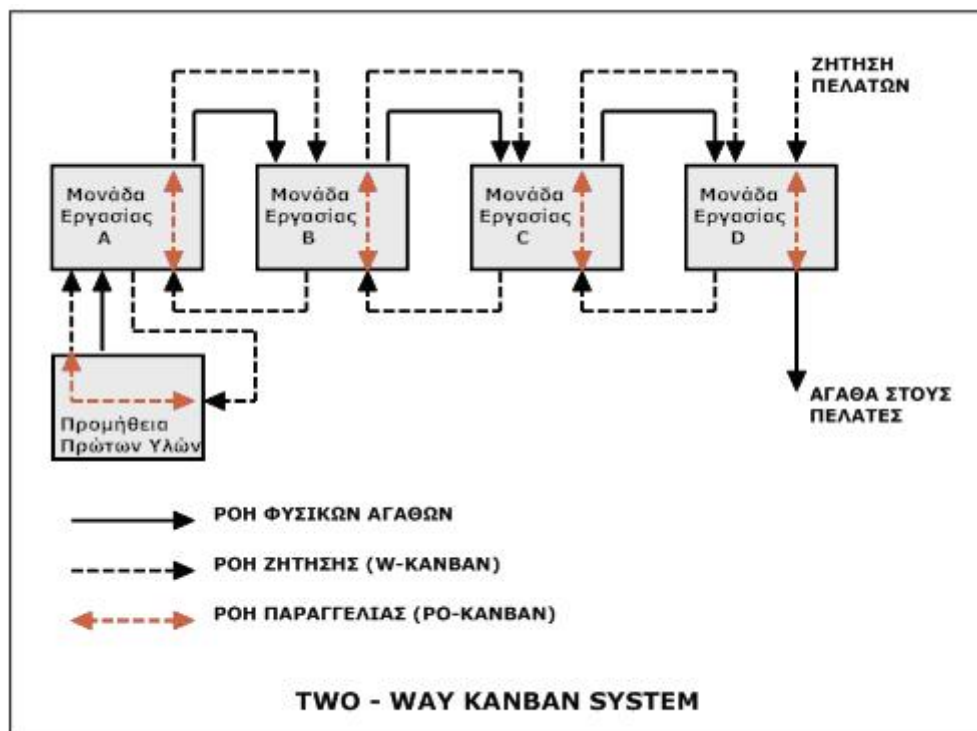 ΖΗΤΗΣΗ
ΠΕΛΑΤΩΝ
Μονάδα
Εργασίας
Α
Μονάδα
Εργασίας
Β
Μονάδα
Εργασίας
C
Μονάδα
Εργασίας
D
Προμήθεια
Πρώτων Υλών
ΑΓΑΘΑ ΣΤΟΥΣ
ΠΕΛΑΤΕΣ
ΡΟΗ ΦΥΣΙΚΩΝ ΑΓΑΘΩΝ
ΡΟΗ ΖΗΤΗΣΗΣ (W-KANBAN)
ΡΟΗ ΠΑΡΑΓΓΕΛΙΑΣ (PO-KANBAN)
TWO - WAY KANBAN SYSTEM